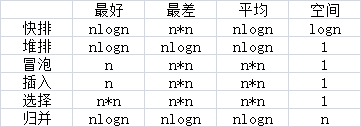 最好 最差 平均 空间
快排 nlogn n*n nlogn logn
堆排 nlogn nlogn nlogn 1
冒泡 n n*n n*n 1
插入 n n*n n*n 1
选择 n*n n*n n*n 1
归并 nlogn nlogn nlogn n